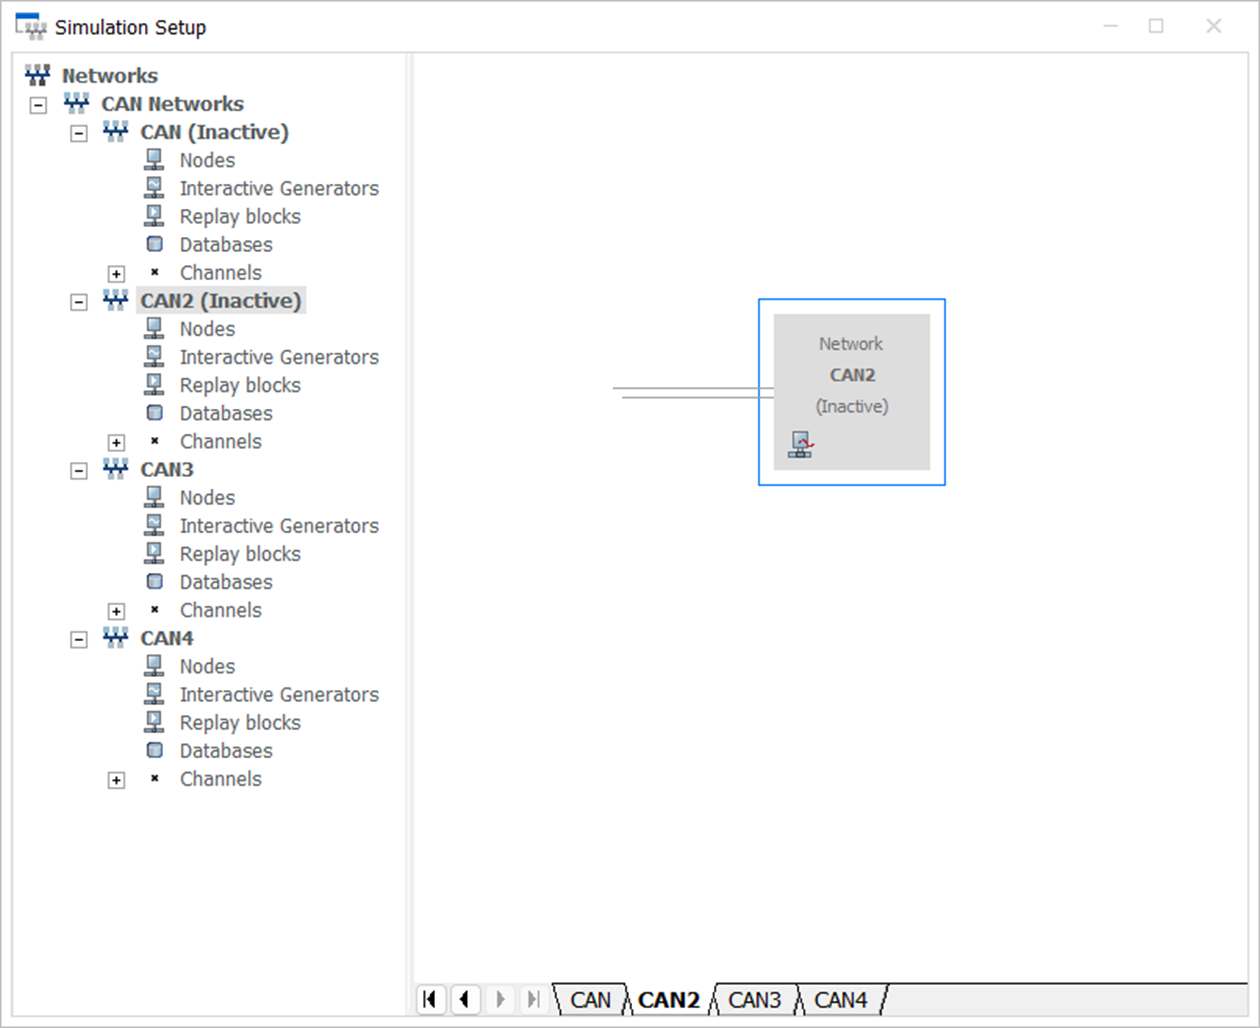 Simulation Setup
Networks
CAN Networks
CAN (Inactive)
Nodes
Interactive Generators
Replay blocks
Databases
Channels
CAN2 (Inactive)
Nodes
Interactive Generators
Replay blocks
Databases
Channels
CAN3
Nodes
Interactive Generators
Replay blocks
Databases
Channels
CAN4
Nodes
Interactive Generators
Replay blocks
Databases
Channels
Network
CAN2
(Inactive)
CAN CAN2 CAN3 CAN4